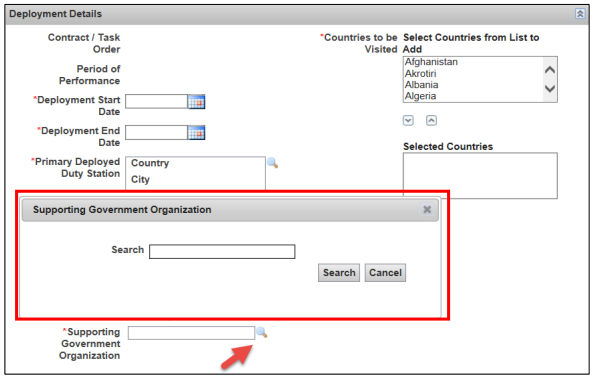 Deployment Details
Contract / Task
Order
Period of
Performance
*Deployment Start
Date
*Deployment End
Date
*Primary Deployed
Duty Station
Country
City
*Countries to be
Visited
Select Countries from List to
Add
Afghanistan
Akrotiri
Albania
Algeria
Selected Countries
Supporting Government Organization
Search
Search Cancel
*Supporting
Government
Organization